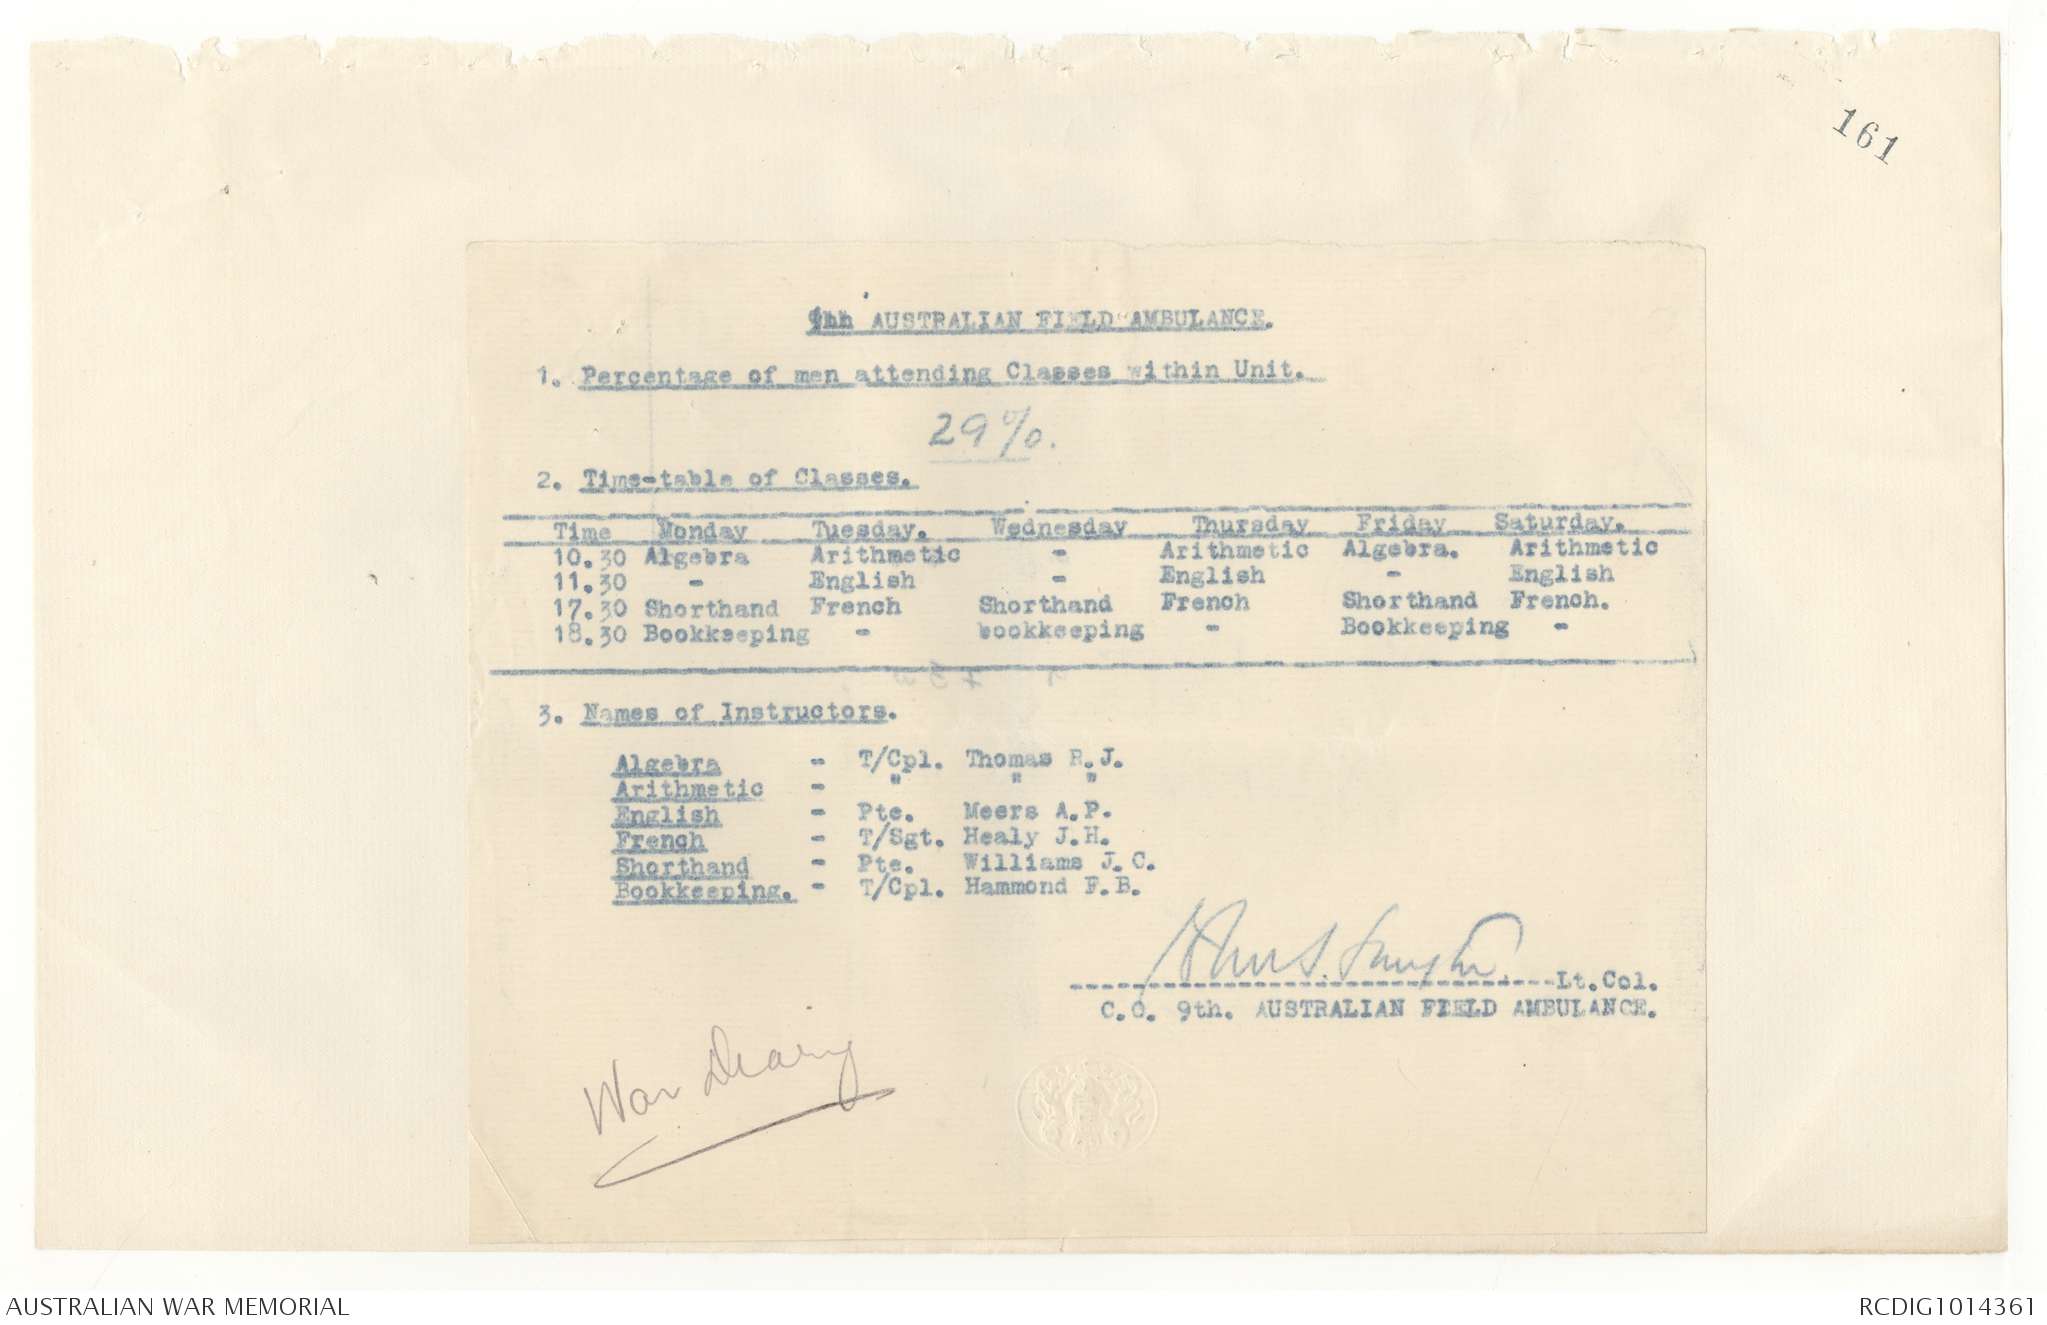 161
9hh AUSTRALIAN FIELD AMBULANCE.
1. Percentage of men attending Classes within Unit.
29%.
2. Time-table of Classes.
Time Monday Tuesday. Wednesday Thursday Friday Saturday.
10.30 Algebra Arithmetic - Arithmetic Algebra. Arithmetic
11.30 - English - English - English
17.30 Shorthand French Shorthand French Shorthand French.
18.30 Bookkeeping - bookkeeping - Bookkeeping -
3. Names of Instructors.
Algebra - T/Cpl. Thomas R.J.
Arithmetic - " " "
English - Pte. Meers A.P.
French - T/Sgt. Healy J.H.
Shorthand - Pte. Williams J.C.
Bookkeeping. - T/Cpl. Hammond F.B.
--------------------------------Lt.Col.
C.O. 9th. AUSTRALIAN FIELD AMBULANCE.
War Diary
AUSTRALIAN WAR MEMORIAL
RCDIG1014361